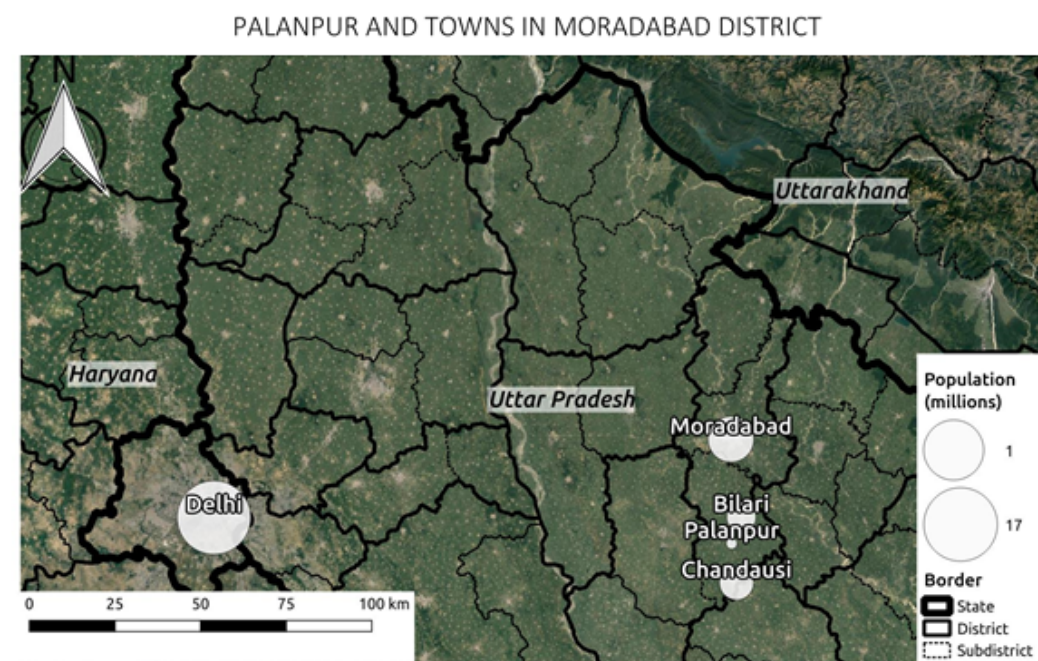 PALANPUR AND TOWNS IN MORADABAD DISTRICT
N
Uttarakhand
Haryana
Uttar Pradesh
Moradabad
Delhi
Bilari
Palanpur
Chandausi
Population
(millions)
1
17
Border
State
District
Subdistrict
0 25 50 75 100 km